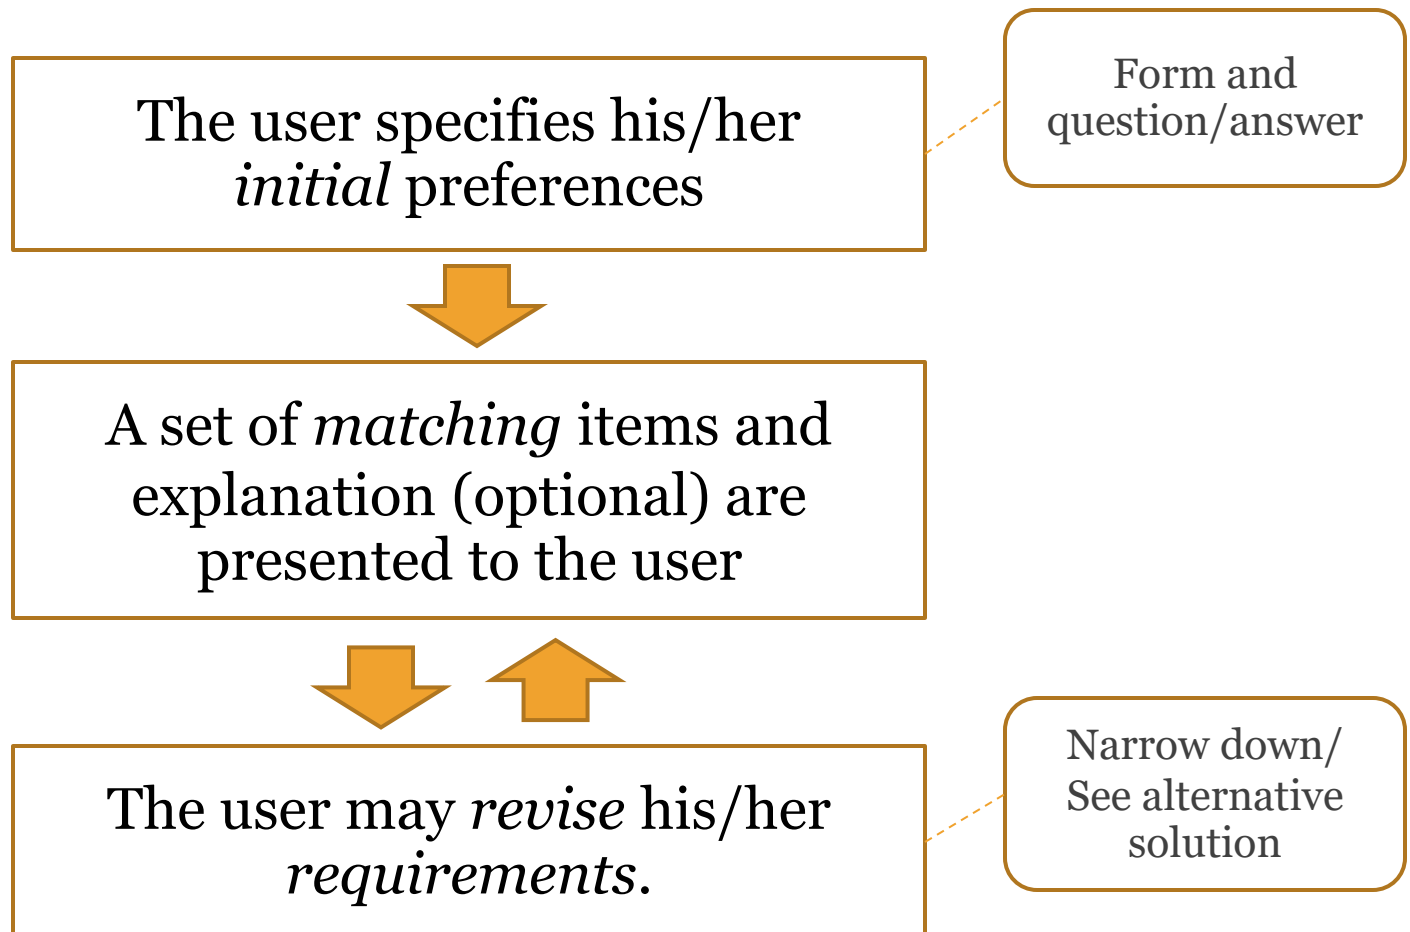 The user specifies his/her
initial preferences
Form and
question/answer
A set of matching items and
explanation (optional) are
presented to the user
The user may revise his/her
requirements.
Narrow down/
See alternative
solution